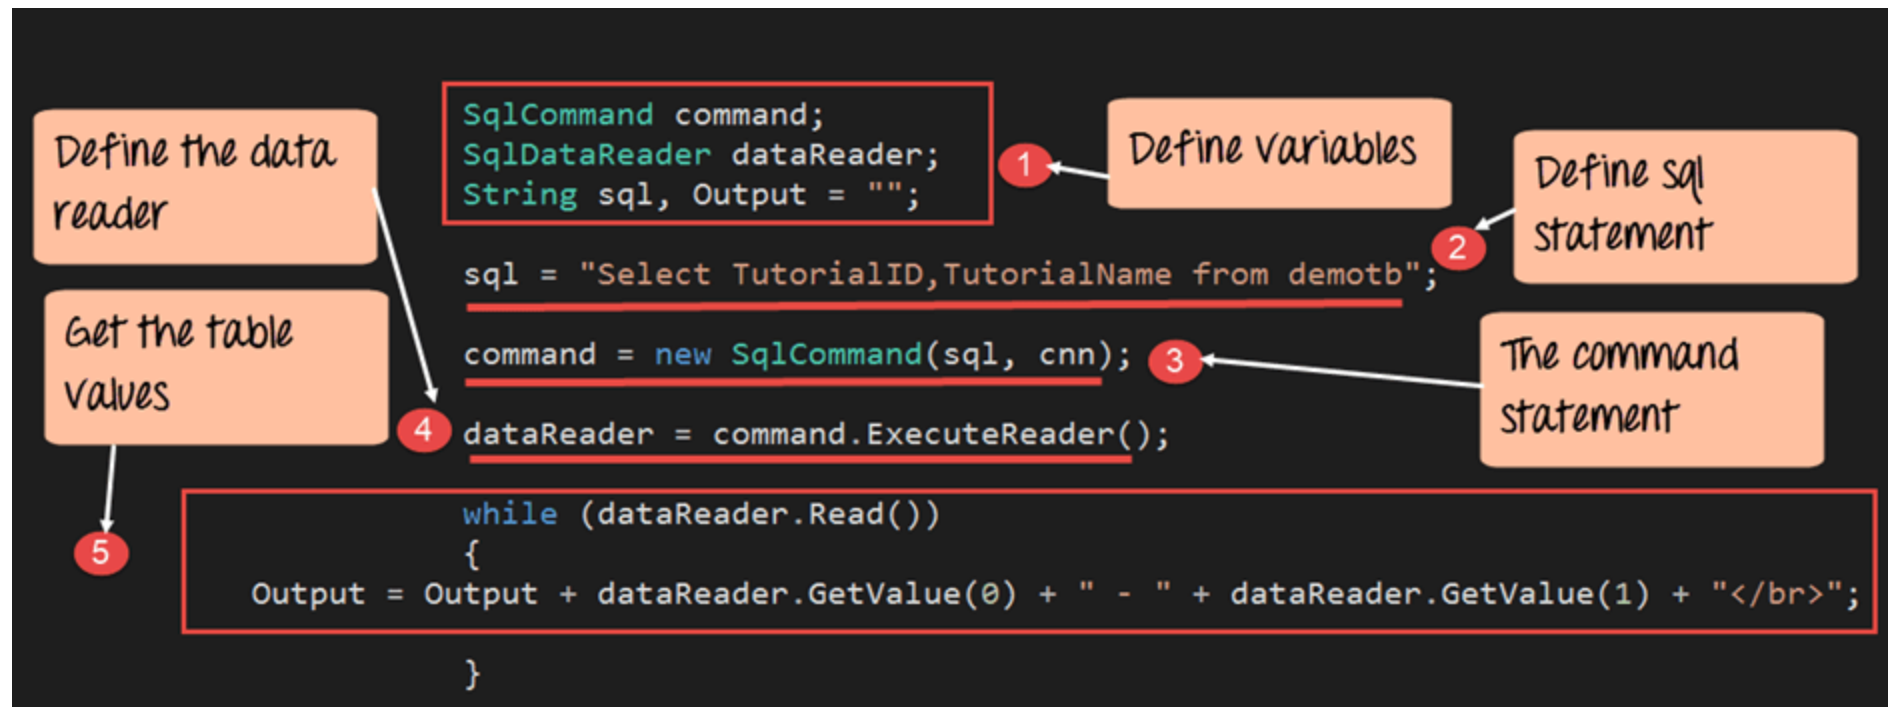 Define the data
reader
Get the table
values
SqlCommand command;
SqlDataReader dataReader;
String sql, Output = "";
1
Define variables
2
Define sql
statement
sql = "Select TutorialID,TutorialName from demotb";
command = new SqlCommand(sql, cnn);
3
The command
statement
4
dataReader = command.ExecuteReader();
5
while (dataReader.Read())
{
Output = Output + dataReader.GetValue(0) + " - " + dataReader.GetValue(1) + "</br>";
}